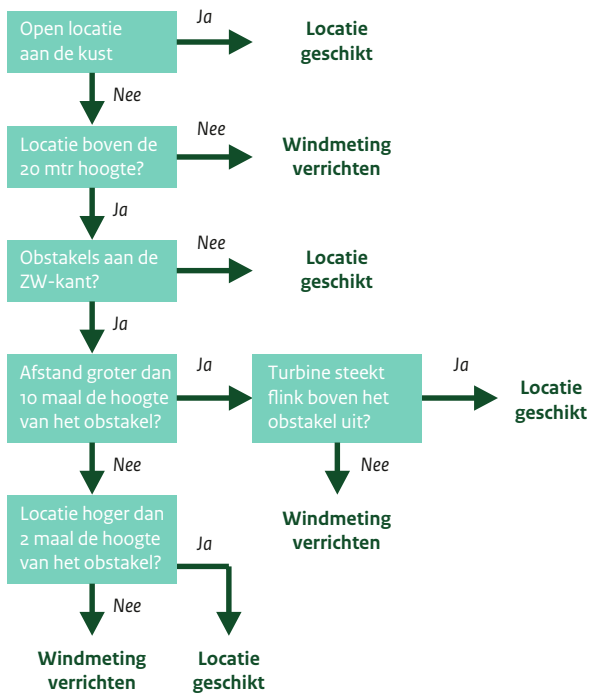 Open locatie
aan de kust
Ja
Locatie
geschikt
Nee
Locatie boven de
20 mtr hoogte?
Nee
Windmeting
verrichten
Ja
Obstakels aan de
ZW-kant?
Nee
Locatie
geschikt
Ja
Afstand groter dan
10 maal de hoogte
van het obstakel?
Ja
Turbine steekt
flink boven het
obstakel uit?
Ja
Locatie
geschikt
Nee
Nee
Windmeting
verrichten
Locatie hoger dan
2 maal de hoogte
van het obstakel?
Ja
Nee
Windmeting
verrichten
Locatie
geschikt